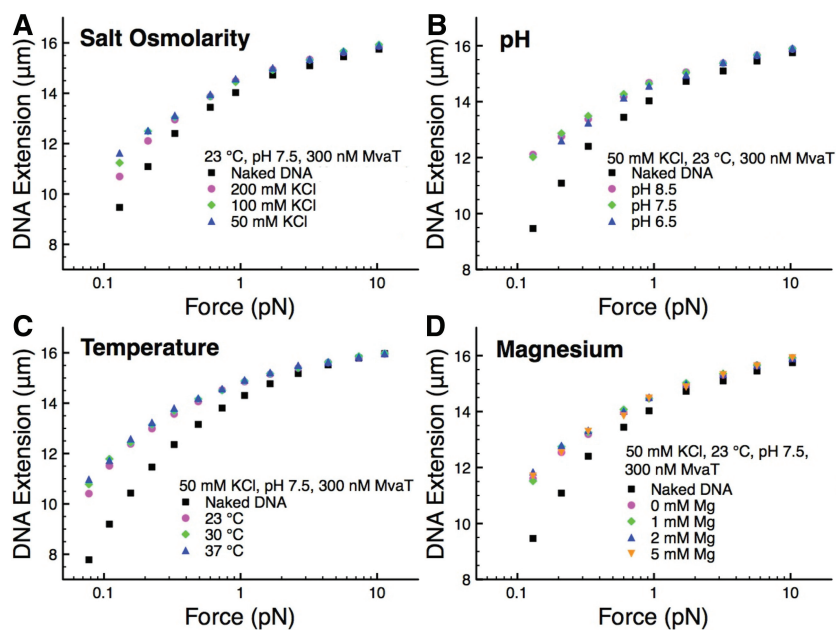 A
Salt Osmolarity
DNA Extension (μm)
16
14
12
10
8
23 °C, pH 7.5, 300 nM MvaT
Naked DNA
200 mM KCl
100 mM KCl
50 mM KCl
0.1
1
10
Force (pN)
B
pH
DNA Extension (μm)
16
14
12
10
8
50 mM KCl, 23 °C, 300 nM MvaT
Naked DNA
pH 8.5
pH 7.5
pH 6.5
0.1
1
10
Force (pN)
C
Temperature
DNA Extension (μm)
16
14
12
10
8
50 mM KCl, pH 7.5, 300 nM MvaT
Naked DNA
23 °C
30 °C
37 °C
0.1
1
10
Force (pN)
D
Magnesium
DNA Extension (μm)
16
14
12
10
8
50 mM KCl, 23 °C, pH 7.5,
300 nM MvaT
Naked DNA
0 mM Mg
1 mM Mg
2 mM Mg
5 mM Mg
0.1
1
10
Force (pN)